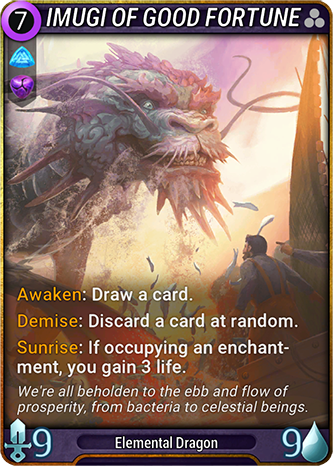 7 IMUGI OF GOOD FORTUNE
Awaken: Draw a card.
Demise: Discard a card at random.
Sunrise: If occupying an enchant-
ment, you gain 3 life.
We're all beholden to the ebb and flow of
prosperity, from bacteria to celestial beings.
9 Elemental Dragon 9